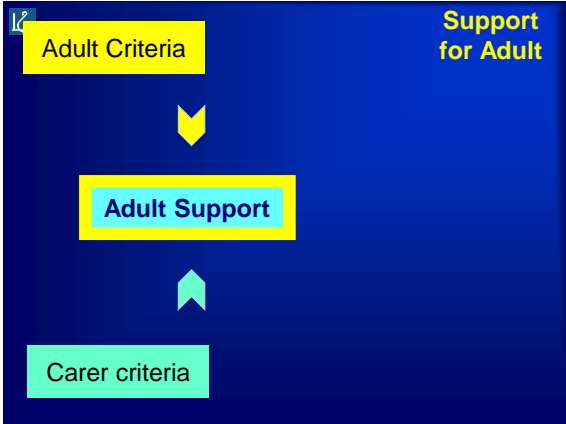 Adult Criteria
Support
for Adult
Adult Support
Carer criteria